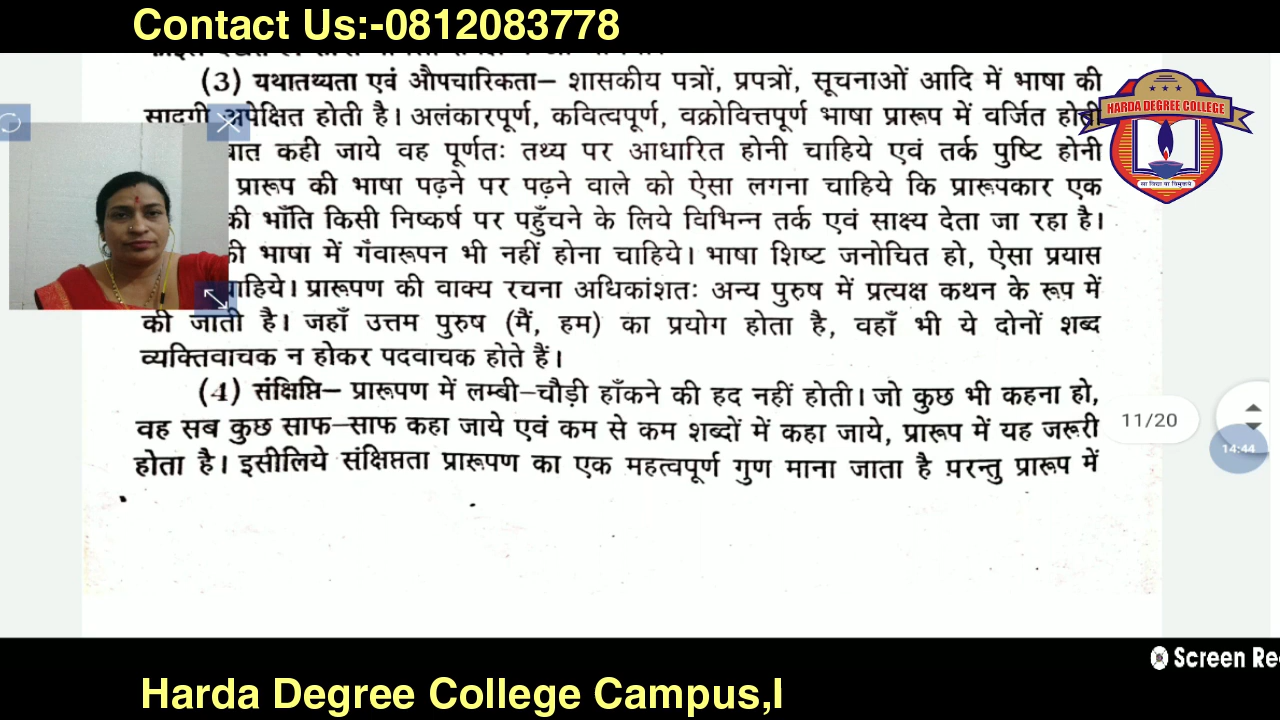 Contact Us:-0812083778
(3) यथातथ्यता एवं औपचारिकता– शासकीय पत्रों, प्रपत्रों, सूचनाओं आदि में भाषा की
सादगी अपेक्षित होती है। अलंकारपूर्ण, कवित्वपूर्ण, वक्रोवित्तपूर्ण भाषा प्रारूप में वर्जित होती
कही जाये वह पूर्णतः तथ्य पर आधारित होनी चाहिये एवं तर्क पुष्टि होनी
प्रारूप की भाषा पढ़ने पर पढ़ने वाले को ऐसा लगना चाहिये कि प्रारूपकार एक
की भाँति किसी निष्कर्ष पर पहुँचने के लिये विभिन्न तर्क एवं साक्ष्य देता जा रहा है।
भाषा में गँवारूपन भी नहीं होना चाहिये। भाषा शिष्ट जनोचित हो, ऐसा प्रयास
प्रारूपण की वाक्य रचना अधिकांशतः अन्य पुरुष में प्रत्यक्ष कथन के रूप में
की जाती है। जहाँ उत्तम पुरुष (मैं, हम) का प्रयोग होता है, वहाँ भी ये दोनों शब्द
व्यक्तिवाचक न होकर पदवाचक होते हैं।
(4) संक्षिप्ति– प्रारूपण में लम्बी–चौड़ी हाँकने की हद नहीं होती। जो कुछ भी कहना हो,
वह सब कुछ साफ–साफ कहा जाये एवं कम से कम शब्दों में कहा जाये, प्रारूप में यह जरूरी
होता है। इसीलिये संक्षिप्तता प्रारूपण का एक महत्वपूर्ण गुण माना जाता है परन्तु प्रारूप में
HARDA DEGREE COLLEGE
सा विद्या या विमुक्तये
11/20
14:44
Screen Re
Harda Degree College Campus,I